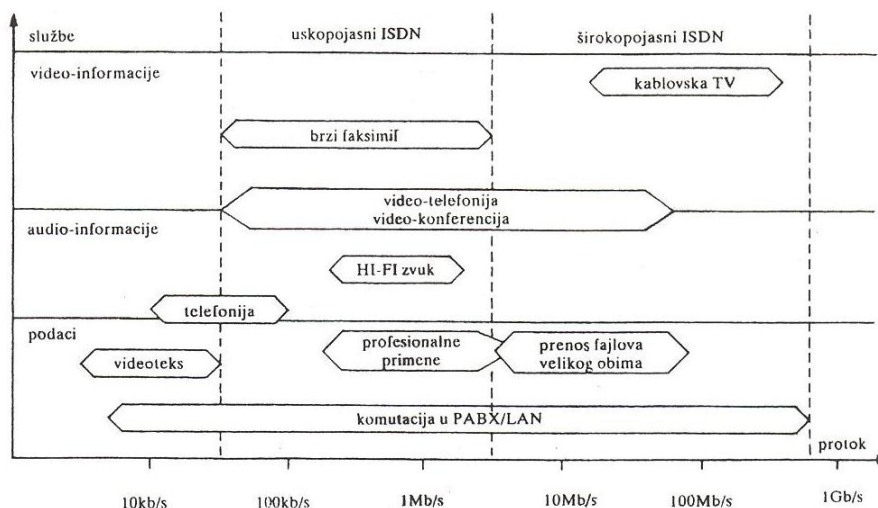 službe
uskopojasni ISDN
širokopojasni ISDN
video-informacije
kablovska TV
brzi faksimil
video-telefonija
video-konferencija
audio-informacije
HI-FI zvuk
telefonija
podaci
profesionalne
primene
prenos fajlova
velikog obima
videoteks
komutacija u PABX/LAN
protok
10kb/s
100kb/s
1Mb/s
10Mb/s
100Mb/s
1Gb/s